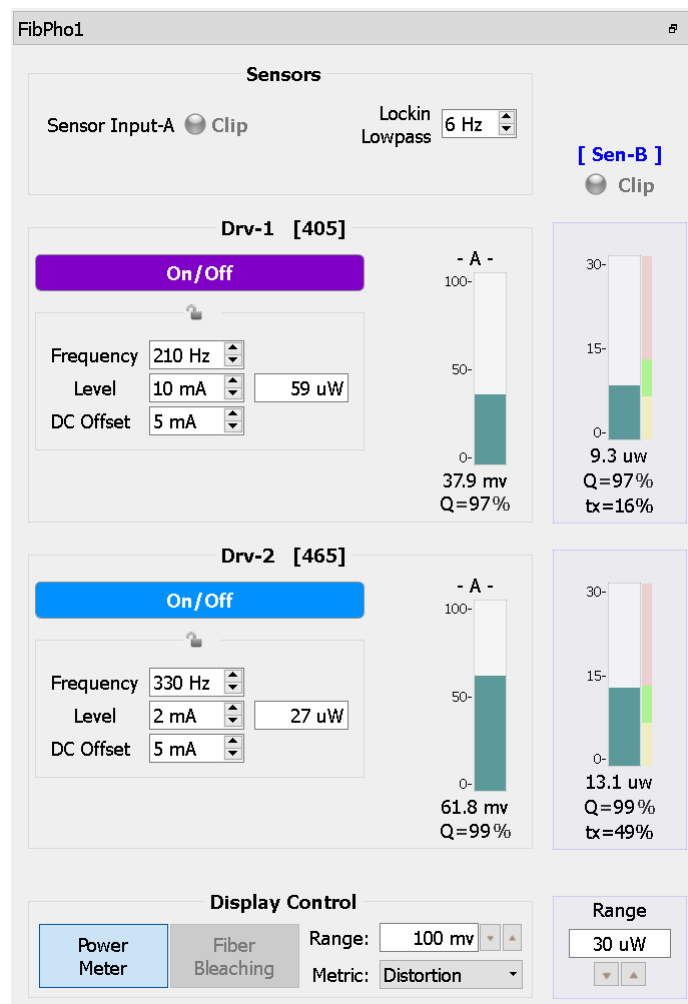 FibPho1
Sensors
Sensor Input-A Clip
Lockin
Lowpass
6 Hz
[ Sen-B ]
Clip
Drv-1 [405]
On/Off
Frequency 210 Hz
Level 10 mA 59 uW
DC Offset 5 mA
- A -
100-
50-
0-
37.9 mv
Q=97%
30-
15-
0-
9.3 uw
Q=97%
tx=16%
Drv-2 [465]
On/Off
Frequency 330 Hz
Level 2 mA 27 uW
DC Offset 5 mA
- A -
100-
50-
0-
61.8 mv
Q=99%
30-
15-
0-
13.1 uw
Q=99%
tx=49%
Display Control
Power
Meter
Fiber
Bleaching
Range: 100 mv
Metric: Distortion
Range
30 uW